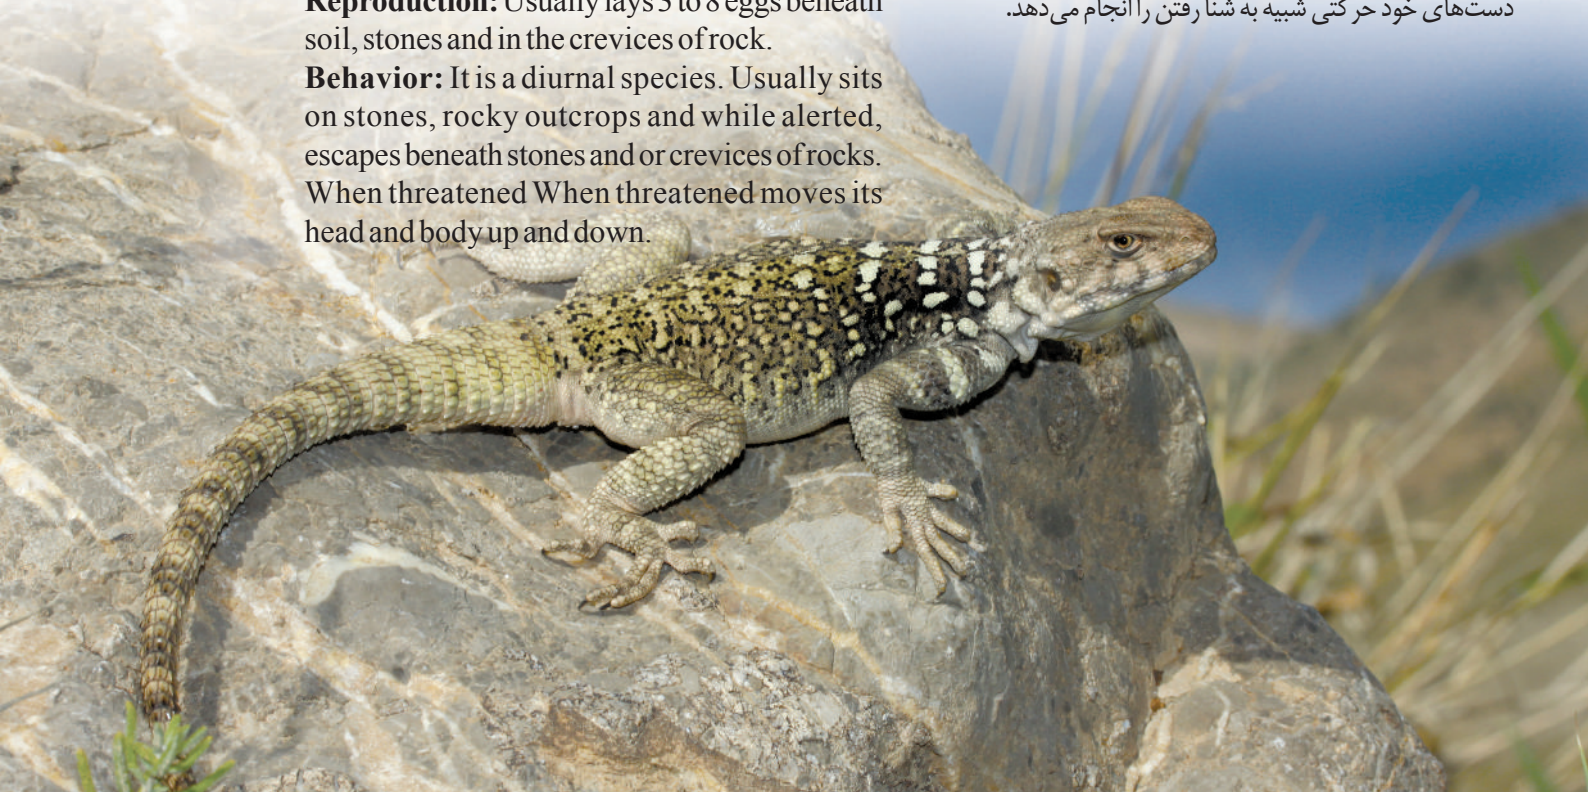 Reproduction: Usually lays 5 to 8 eggs beneath
soil, stones and in the crevices of rock.
Behavior: It is a diurnal species. Usually sits
on stones, rocky outcrops and while alerted,
escapes beneath stones and or crevices of rocks.
When threatened When threatened moves its
head and body up and down.
دست‌های خود حرکتی شبیه به شنا رفتن را انجام می‌دهد.